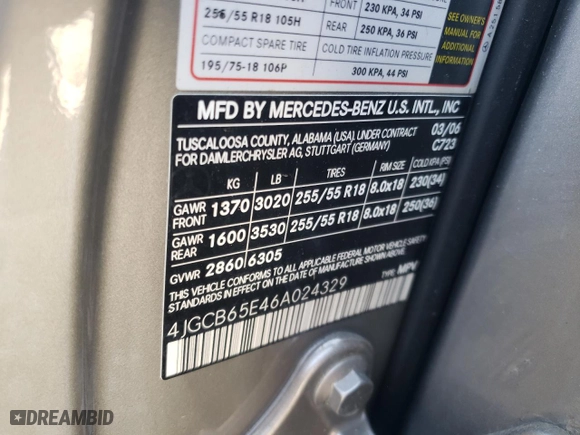 FRONT 230 KPA, 34 PSI
255/55 R18 105H REAR 250 KPA, 36 PSI
COMPACT SPARE TIRE COLD TIRE INFLATION PRESSURE
195/75-18 106P 300 KPA, 44 PSI
SEE OWNER'S
MANUAL FOR
ADDITIONAL
INFORMATION
MFD BY MERCEDES-BENZ U.S. INTL, INC
TUSCALOOSA COUNTY, ALABAMA (USA). UNDER CONTRACT 03/06
FOR DAIMLERCHRYSLER AG, STUTTGART (GERMANY) C723
KG LB TIRES RIM SIZE COLD KPA (PSI)
GAWR FRONT 1370 3020 255/55 R18 8.0x18 230(34)
GAWR REAR 1600 3530 255/55 R18 8.0x18 250(36)
GVWR 2860 6305
THIS VEHICLE CONFORMS TO ALL APPLICABLE FEDERAL MOTOR VEHICLE SAFETY
STANDARDS IN EFFECT ON THE DATE OF MANUFACTURE SHOWN ABOVE.
4JGCB65E46A024329 TYPE: MPV
DREAMBID